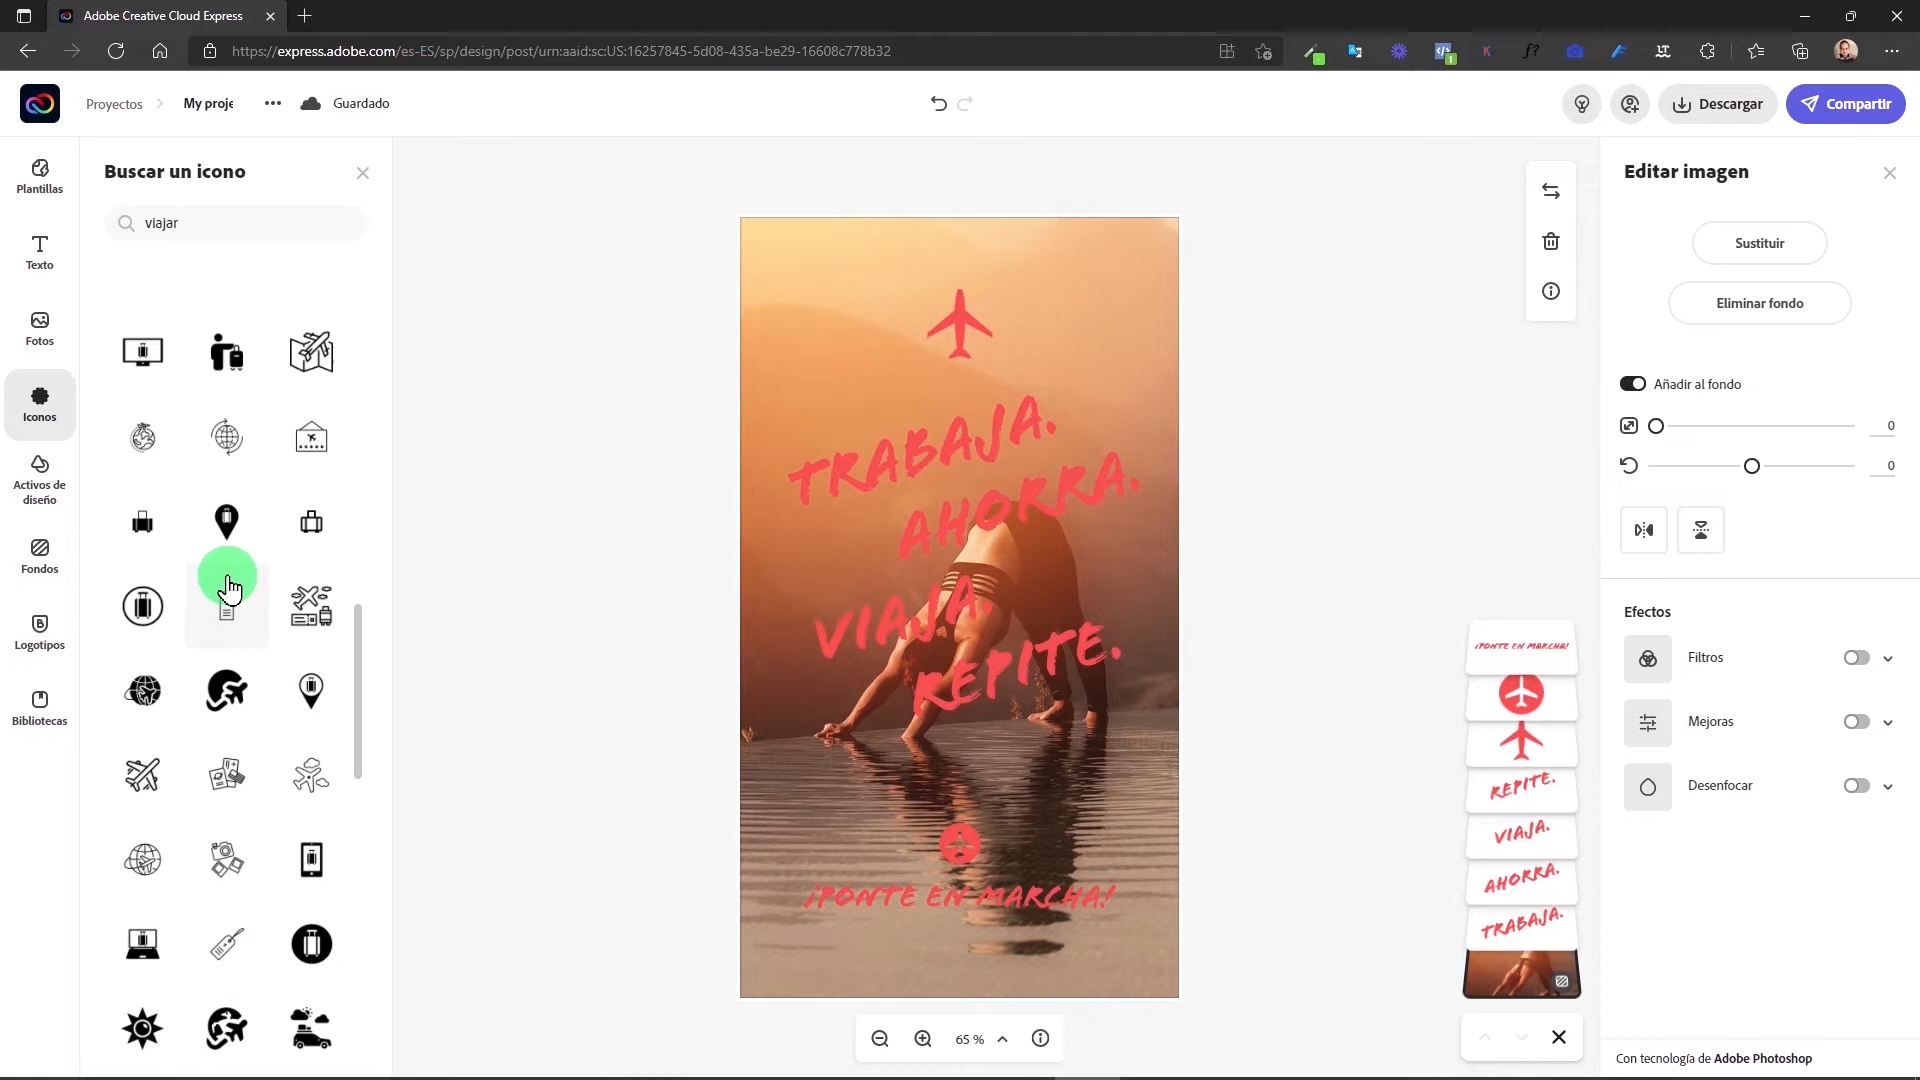 Adobe Creative Cloud Express
https://express.adobe.com/es-ES/sp/design/post/urn:aaid:sc:US:16257845-5d08-435a-be29-16608c778b32
Proyectos
My proje
Guardado
Descargar
Compartir
Plantillas
Texto
Fotos
Iconos
Activos de
diseño
Fondos
Logotipos
Bibliotecas
Buscar un icono
viajar
TRABAJA.
AHORRA.
VIAJA.
REPITE.
¡PONTE EN MARCHA!
65 %
¡PONTE EN MARCHA!
REPITE.
VIAJA.
AHORRA.
TRABAJA.
Editar imagen
Sustituir
Eliminar fondo
Añadir al fondo
0
0
Efectos
Filtros
Mejoras
Desenfocar
Con tecnología de Adobe Photoshop